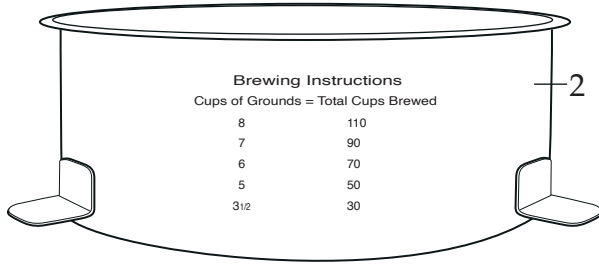 Brewing Instructions
Cups of Grounds = Total Cups Brewed
8 110
7 90
6 70
5 50
3 1/2 30
2